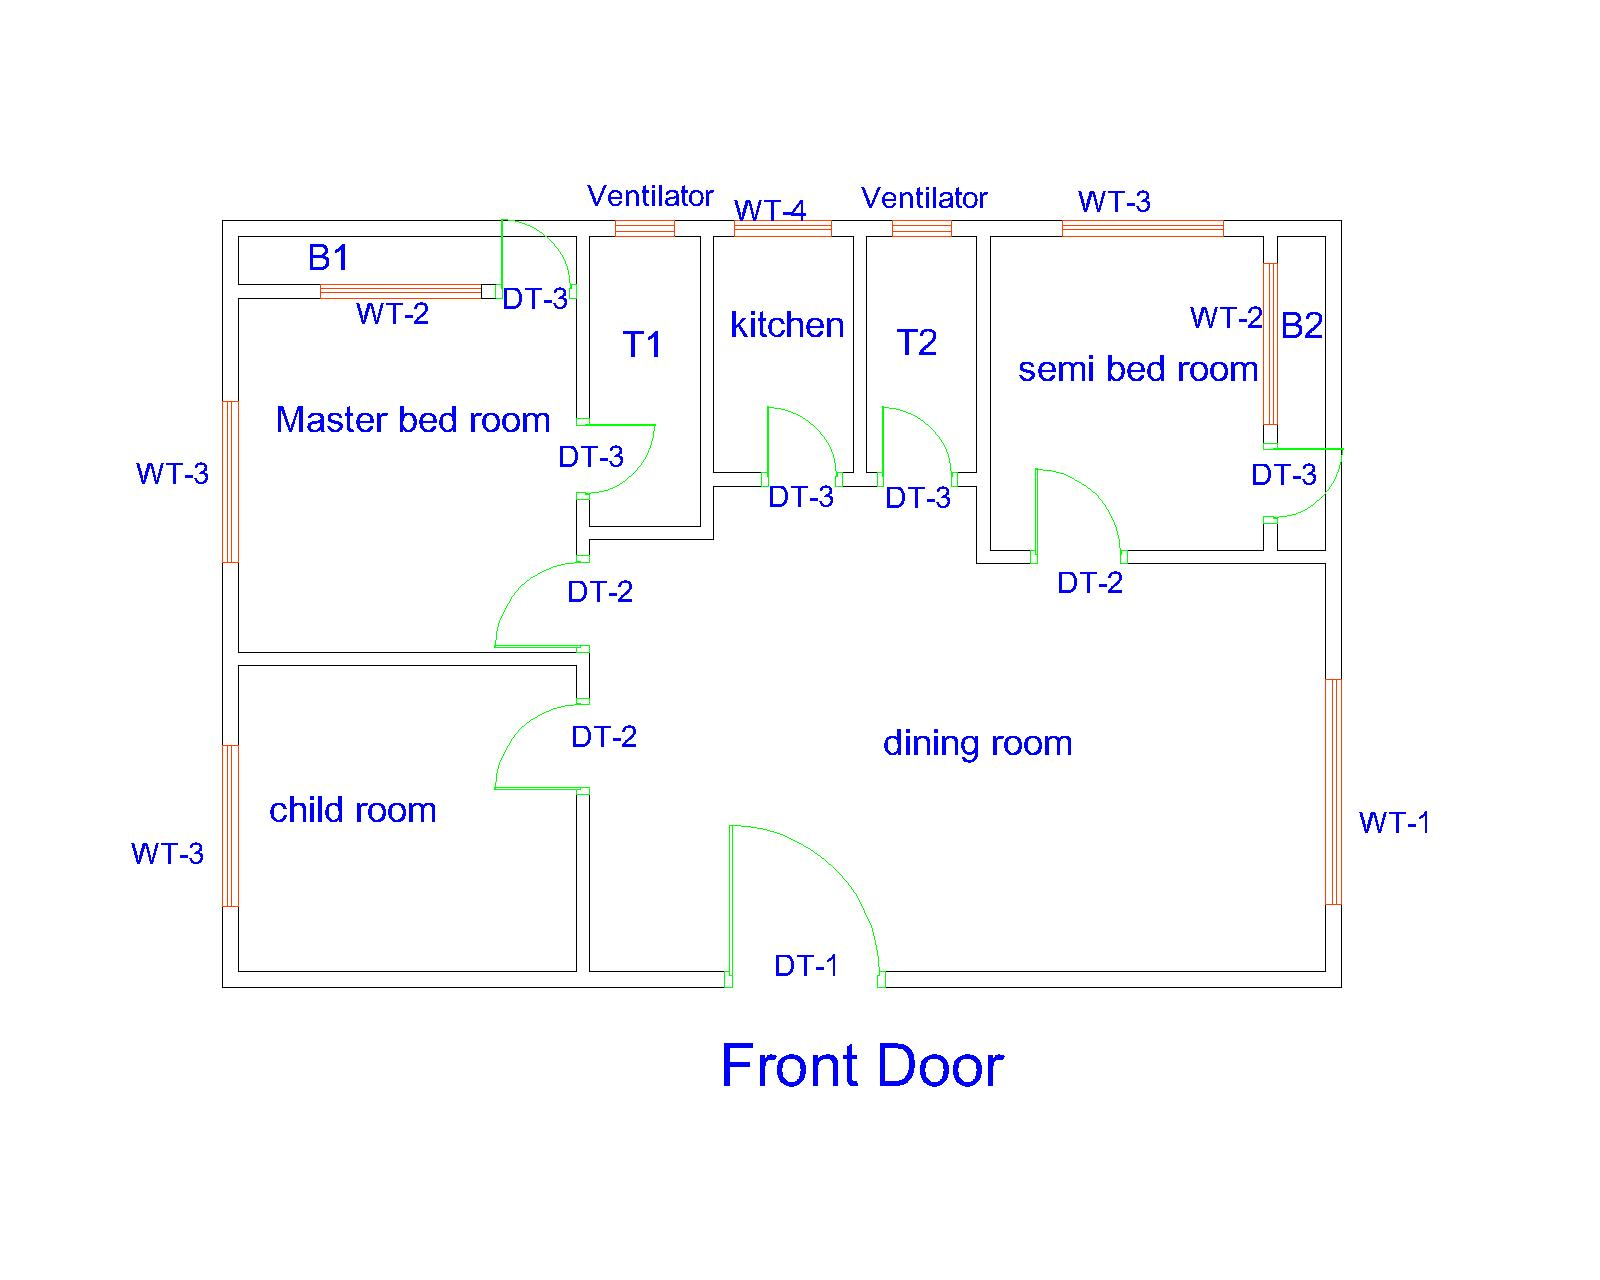 Ventilator
WT-4
Ventilator
WT-3
B1
DT-3
WT-2
T1
kitchen
T2
WT-2
B2
semi bed room
Master bed room
WT-3
DT-3
DT-3
DT-3
DT-3
DT-2
DT-2
DT-2
dining room
child room
WT-3
WT-1
DT-1
Front Door